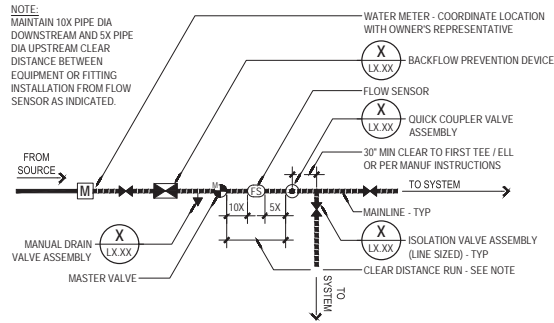 NOTE:
MAINTAIN 10X PIPE DIA
DOWNSTREAM AND 5X PIPE
DIA UPSTREAM CLEAR
DISTANCE BETWEEN
EQUIPMENT OR FITTING
INSTALLATION FROM FLOW
SENSOR AS INDICATED.
WATER METER - COORDINATE LOCATION
WITH OWNER'S REPRESENTATIVE
X
LX.XX
BACKFLOW PREVENTION DEVICE
FLOW SENSOR
X
LX.XX
QUICK COUPLER VALVE
ASSEMBLY
30" MIN CLEAR TO FIRST TEE / ELL
OR PER MANUF INSTRUCTIONS
FROM
SOURCE
M
M
FS
TO SYSTEM
10X
5X
MAINLINE - TYP
X
LX.XX
MANUAL DRAIN
VALVE ASSEMBLY
X
LX.XX
ISOLATION VALVE ASSEMBLY
(LINE SIZED) - TYP
MASTER VALVE
CLEAR DISTANCE RUN - SEE NOTE
TO
SYSTEM